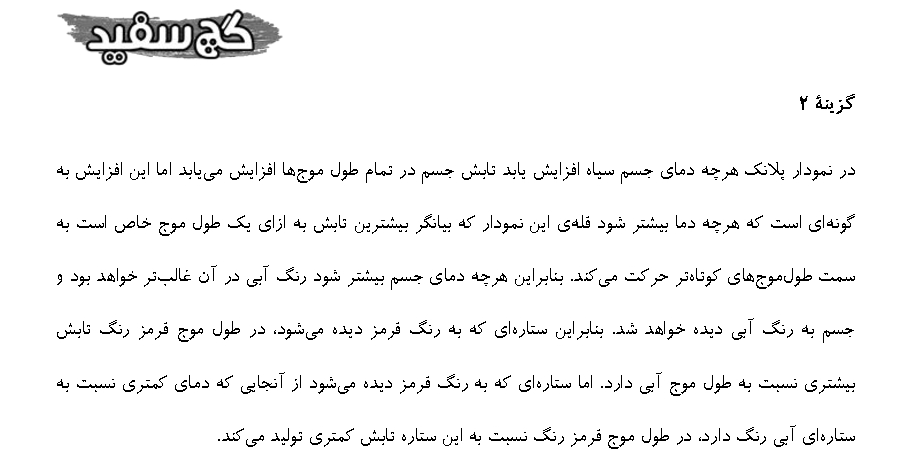 گچ سفید
گزینهٔ ۲
در نمودار پلانک هرچه دمای جسم سیاه افزایش یابد تابش جسم در تمام طول موج‌ها افزایش می‌یابد اما این افزایش به
گونه‌ای است که هرچه دما بیشتر شود قله‌ی این نمودار که بیانگر بیشترین تابش به ازای یک طول موج خاص است به
سمت طول‌موج‌های کوتاه‌تر حرکت می‌کند. بنابراین هرچه دمای جسم بیشتر شود رنگ آبی در آن غالب‌تر خواهد بود و
جسم به رنگ آبی دیده خواهد شد. بنابراین ستاره‌ای که به رنگ قرمز دیده می‌شود، در طول موج قرمز رنگ تابش
بیشتری نسبت به طول موج آبی دارد. اما ستاره‌ای که به رنگ قرمز دیده می‌شود از آنجایی که دمای کمتری نسبت به
ستاره‌ای آبی رنگ دارد، در طول موج قرمز رنگ نسبت به این ستاره تابش کمتری تولید می‌کند.